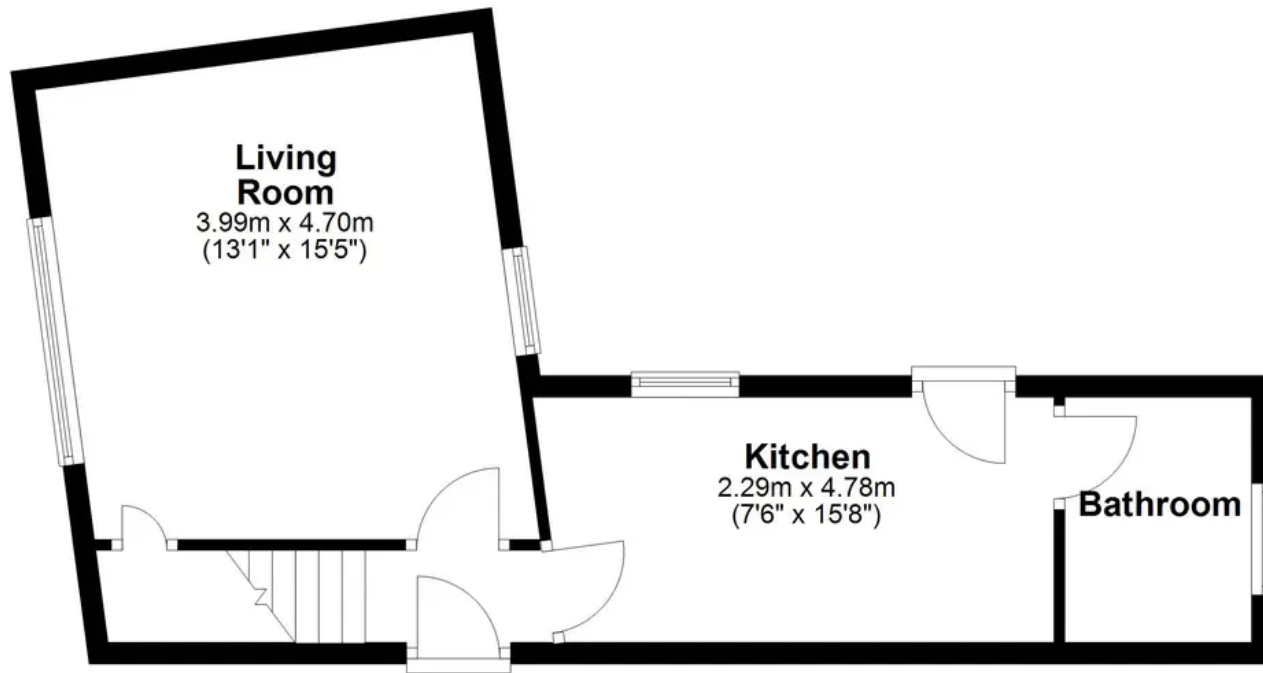 Living
Room
3.99m x 4.70m
(13'1" x 15'5")
Kitchen
2.29m x 4.78m
(7'6" x 15'8")
Bathroom